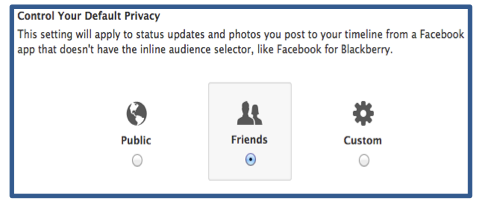 Control Your Default Privacy
This setting will apply to status updates and photos you post to your timeline from a Facebook
app that doesn't have the inline audience selector, like Facebook for Blackberry.
Public Friends Custom